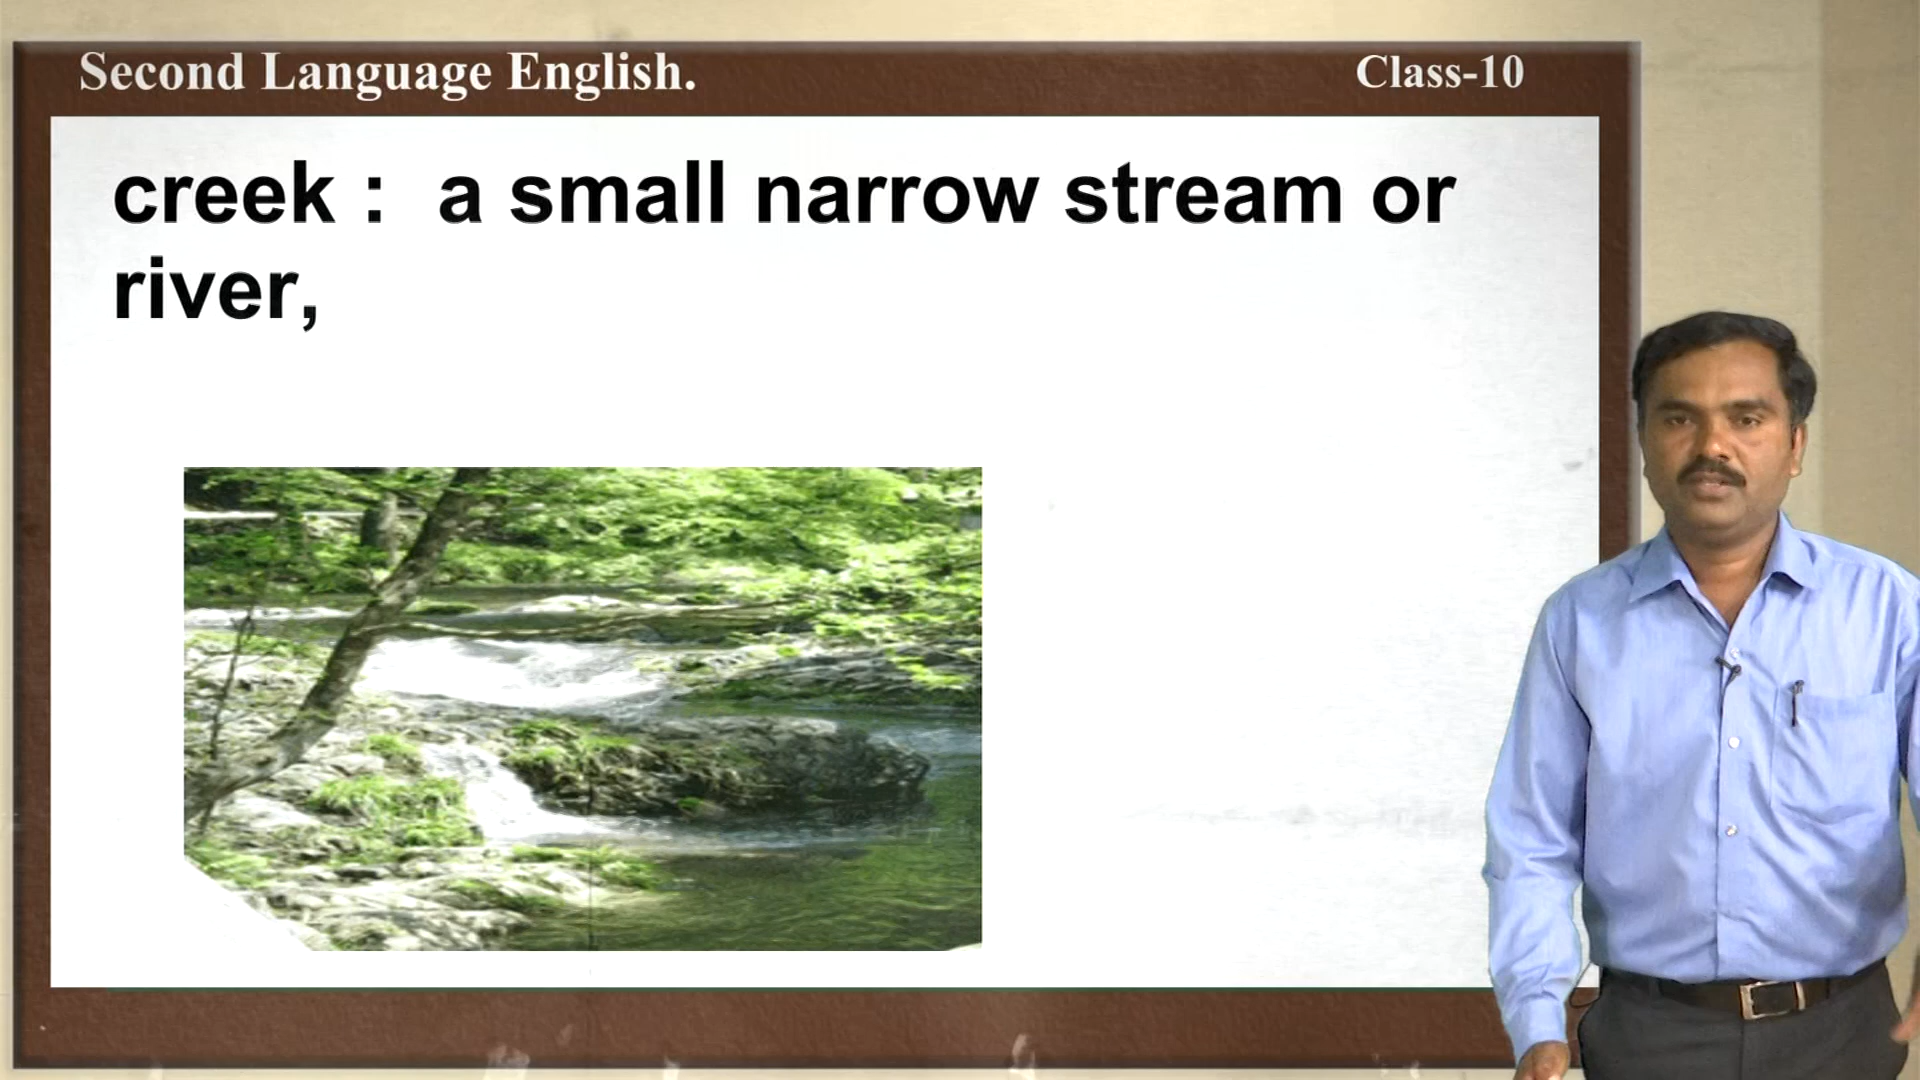 Second Language English.
Class-10
creek : a small narrow stream or
river,